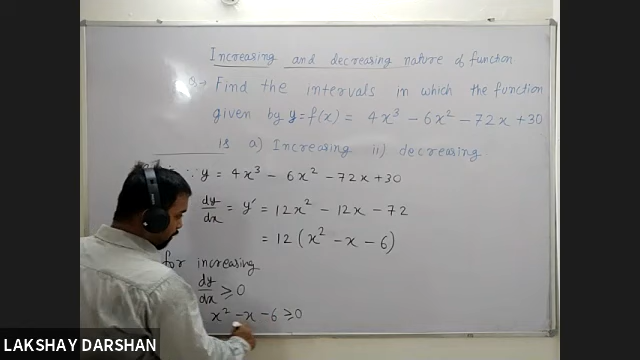 Increasing and decreasing nature of function
Q→ Find the intervals in which the function
given by y=f(x) = 4x³ - 6x² - 72x + 30
is a) Increasing ii) decreasing
∵ y = 4x³ - 6x² - 72x + 30
dy/dx = y' = 12x² - 12x - 72
= 12 (x² - x - 6)
for increasing
dy/dx ≥ 0
x² - x - 6 ≥ 0
LAKSHAY DARSHAN